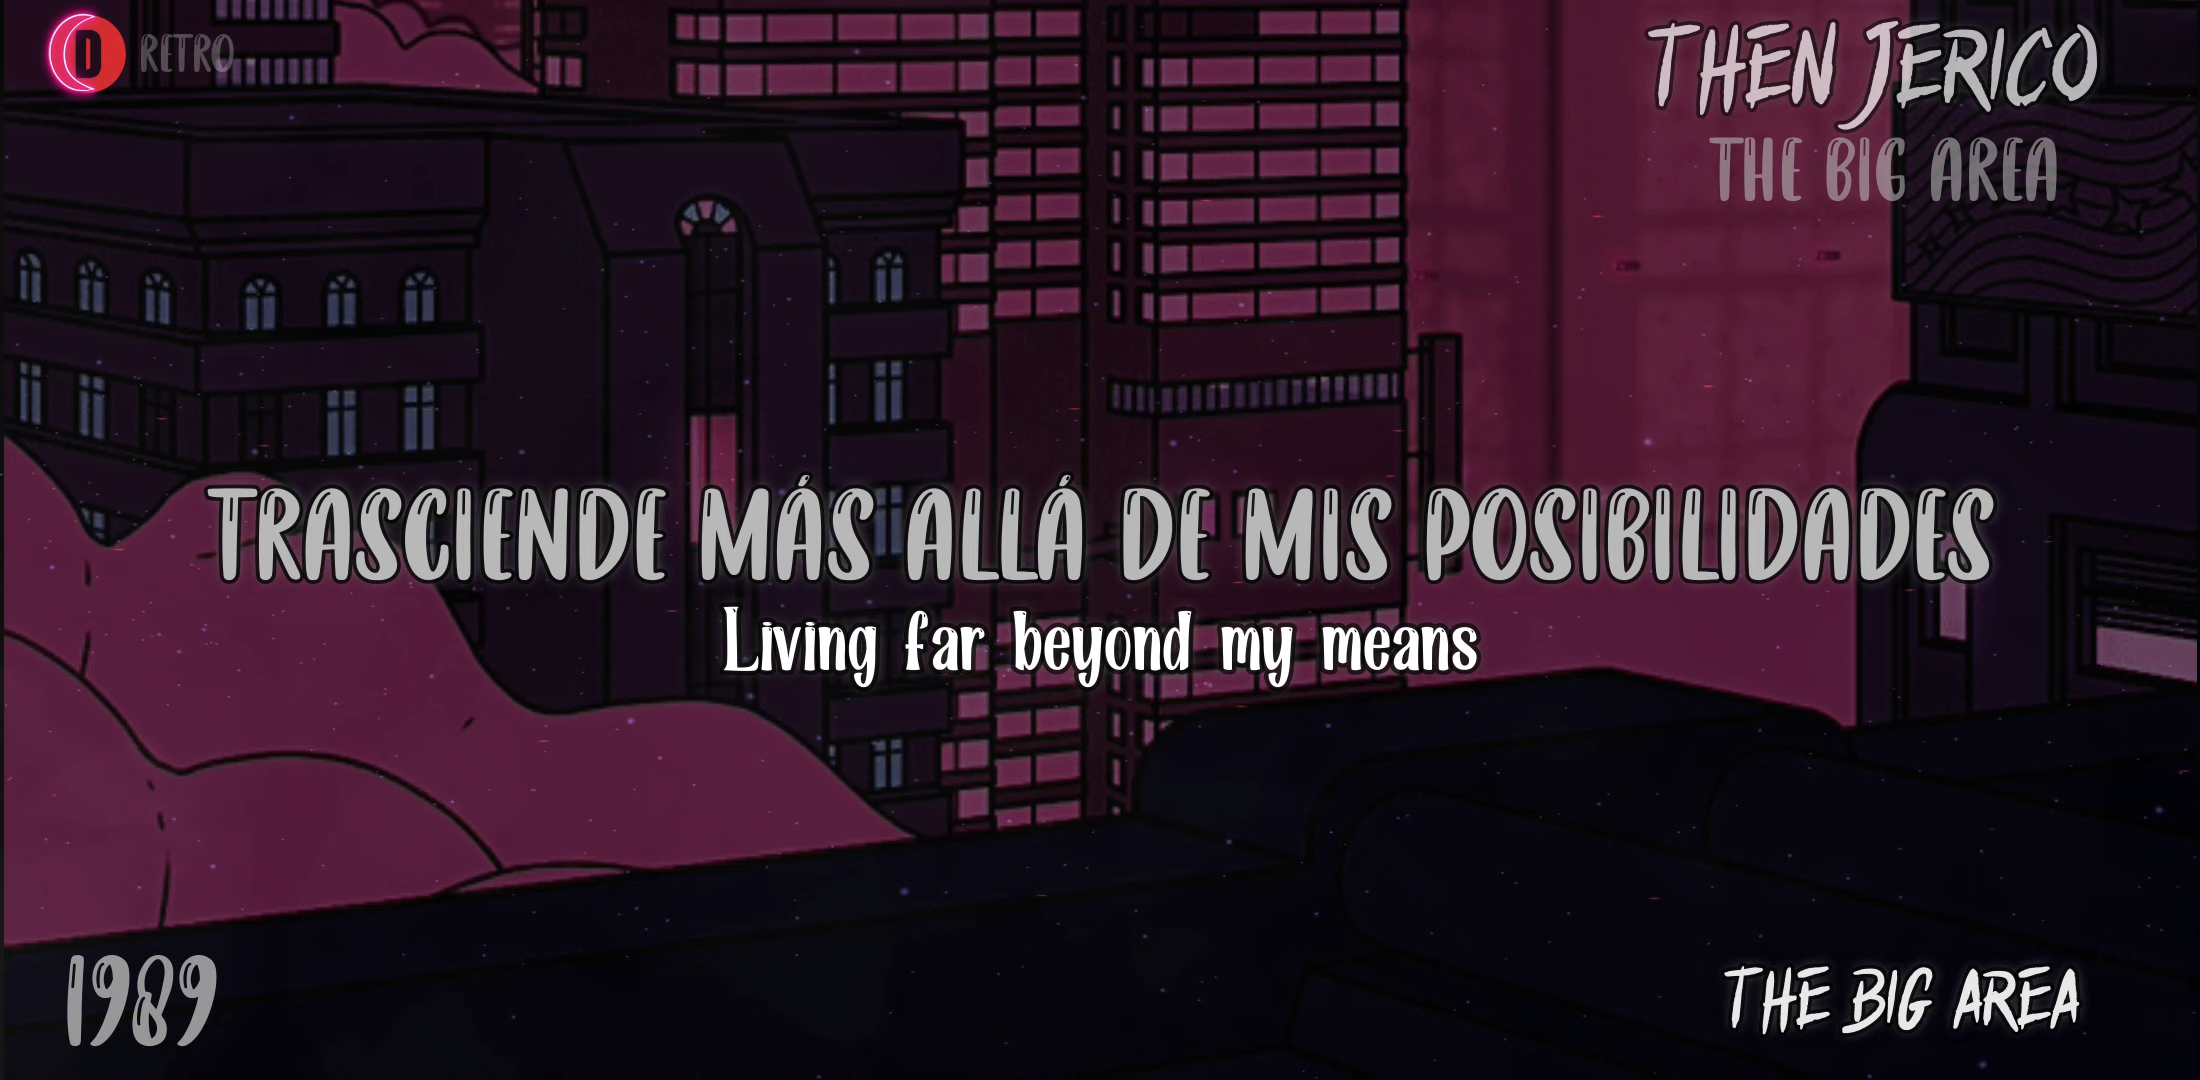 D RETRO
THEN JERICO
THE BIG AREA
TRASCIENDE MÁS ALLÁ DE MIS POSIBILIDADES
Living far beyond my means
1989
THE BIG AREA